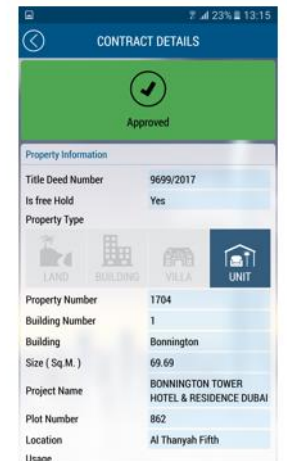 23% 13:15
CONTRACT DETAILS
Approved
Property Information
Title Deed Number 9699/2017
Is free Hold Yes
Property Type
LAND BUILDING VILLA UNIT
Property Number 1704
Building Number 1
Building Bonnington
Size ( Sq.M. ) 69.69
Project Name BONNINGTON TOWER
HOTEL & RESIDENCE DUBAI
Plot Number 862
Location Al Thanyah Fifth
Usage